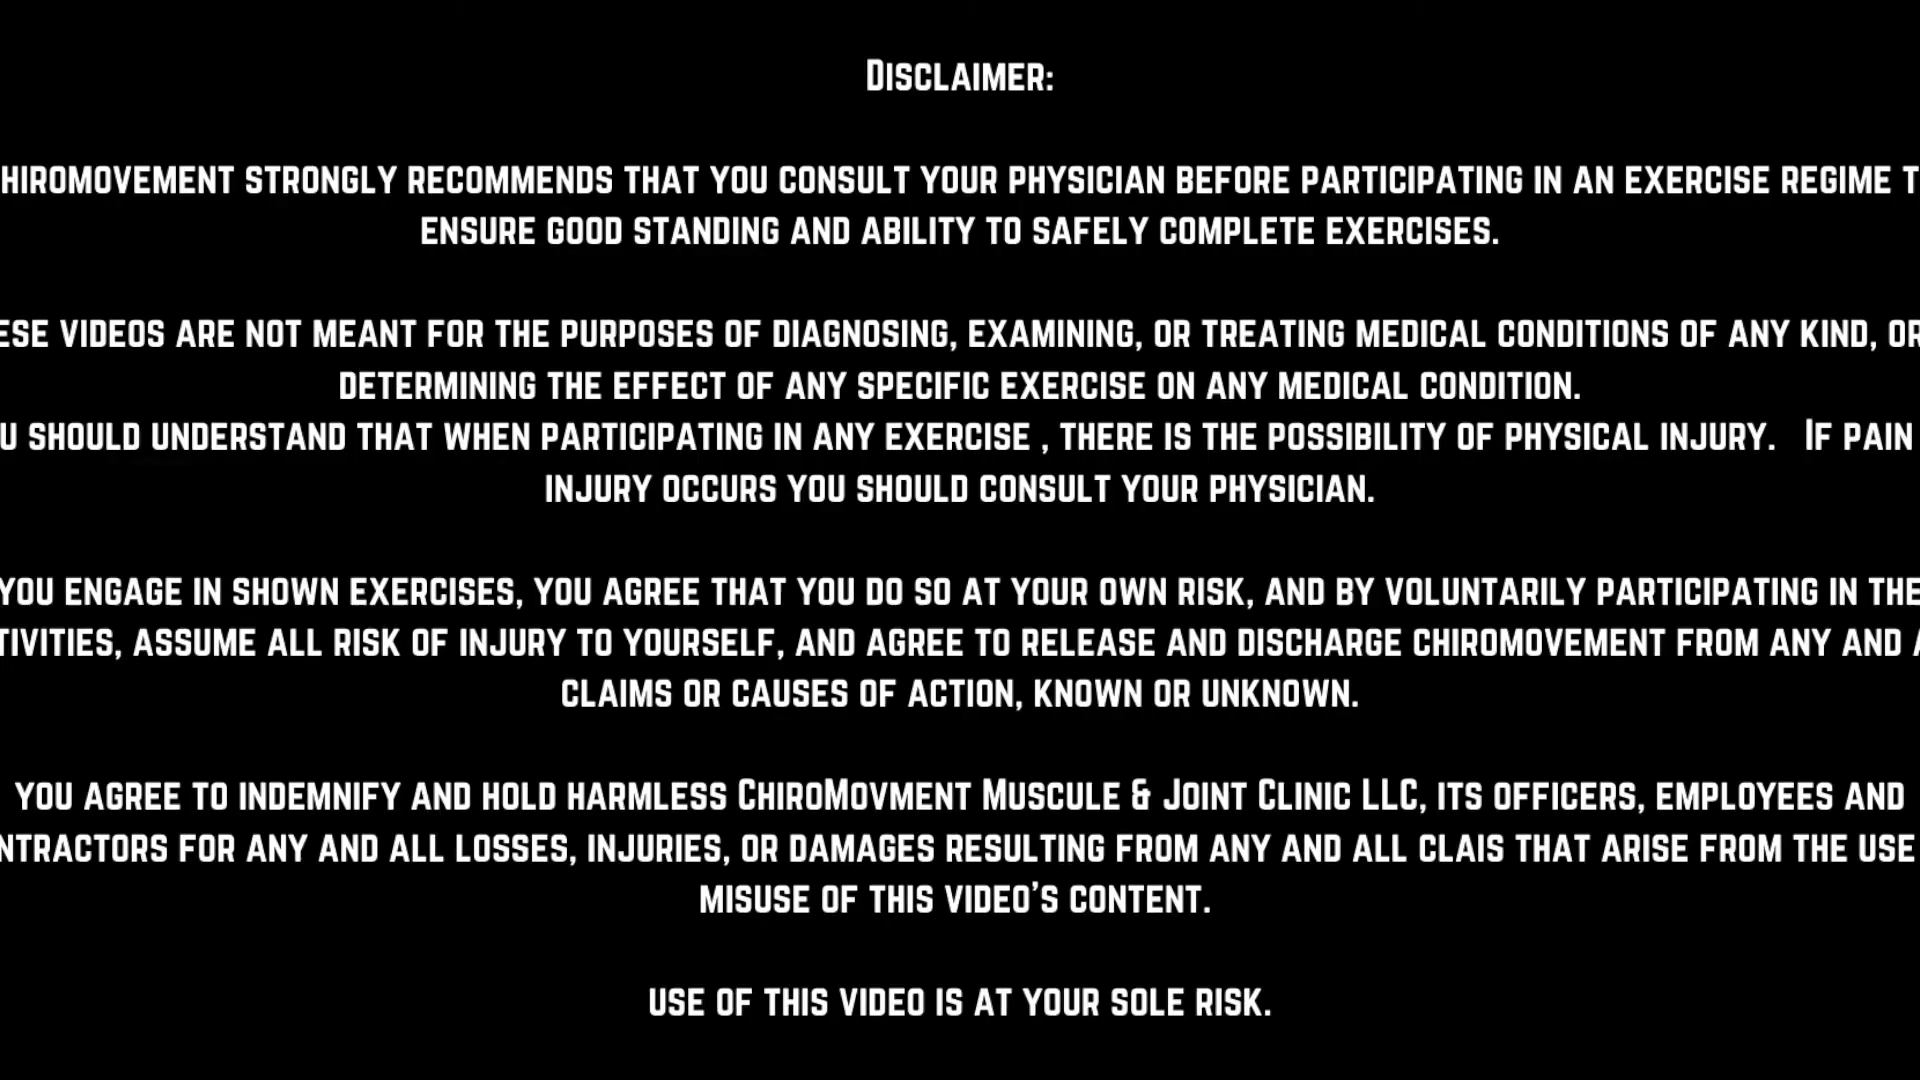 Disclaimer:
HIROMOVEMENT STRONGLY RECOMMENDS THAT YOU CONSULT YOUR PHYSICIAN BEFORE PARTICIPATING IN AN EXERCISE REGIME T
ENSURE GOOD STANDING AND ABILITY TO SAFELY COMPLETE EXERCISES.
ESE VIDEOS ARE NOT MEANT FOR THE PURPOSES OF DIAGNOSING, EXAMINING, OR TREATING MEDICAL CONDITIONS OF ANY KIND, OR
DETERMINING THE EFFECT OF ANY SPECIFIC EXERCISE ON ANY MEDICAL CONDITION.
U SHOULD UNDERSTAND THAT WHEN PARTICIPATING IN ANY EXERCISE , THERE IS THE POSSIBILITY OF PHYSICAL INJURY.   IF PAIN
INJURY OCCURS YOU SHOULD CONSULT YOUR PHYSICIAN.
YOU ENGAGE IN SHOWN EXERCISES, YOU AGREE THAT YOU DO SO AT YOUR OWN RISK, AND BY VOLUNTARILY PARTICIPATING IN THE
TIVITIES, ASSUME ALL RISK OF INJURY TO YOURSELF, AND AGREE TO RELEASE AND DISCHARGE CHIROMOVEMENT FROM ANY AND A
CLAIMS OR CAUSES OF ACTION, KNOWN OR UNKNOWN.
YOU AGREE TO INDEMNIFY AND HOLD HARMLESS CHIROMOVMENT MUSCULE & JOINT CLINIC LLC, ITS OFFICERS, EMPLOYEES AND
NTRACTORS FOR ANY AND ALL LOSSES, INJURIES, OR DAMAGES RESULTING FROM ANY AND ALL CLAIS THAT ARISE FROM THE USE
MISUSE OF THIS VIDEO'S CONTENT.
USE OF THIS VIDEO IS AT YOUR SOLE RISK.